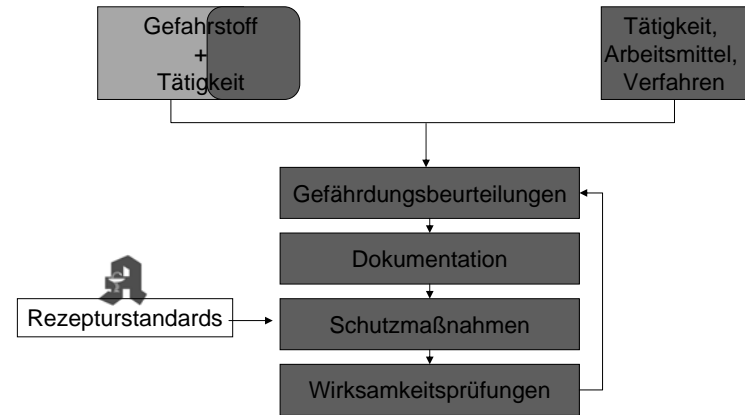 Gefahrstoff
+
Tätigkeit
Tätigkeit,
Arbeitsmittel,
Verfahren
Gefährdungsbeurteilungen
Dokumentation
Rezepturstandards
Schutzmaßnahmen
Wirksamkeitsprüfungen